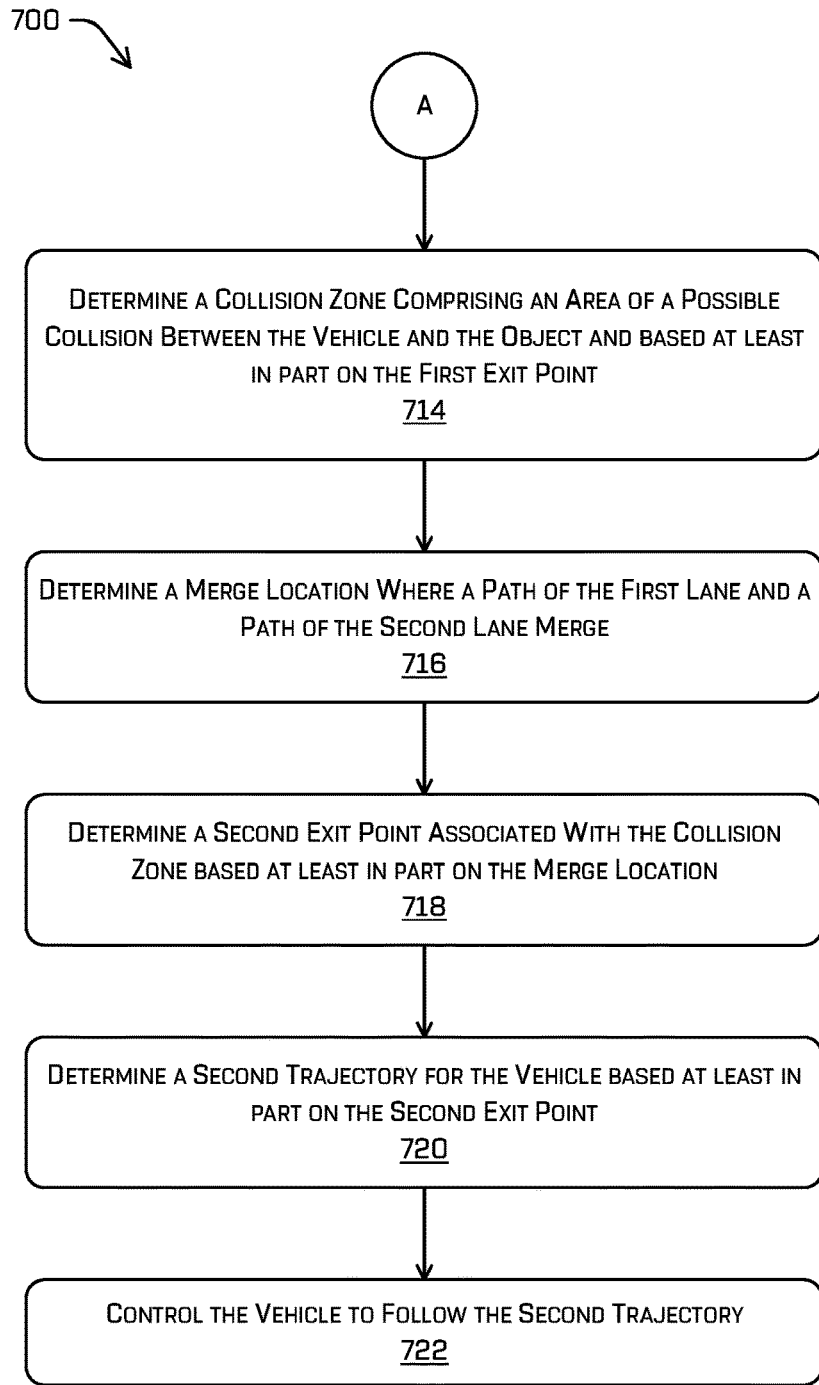 700
A
DETERMINE A COLLISION ZONE COMPRISING AN AREA OF A POSSIBLE
COLLISION BETWEEN THE VEHICLE AND THE OBJECT AND BASED AT LEAST
IN PART ON THE FIRST EXIT POINT
714
DETERMINE A MERGE LOCATION WHERE A PATH OF THE FIRST LANE AND A
PATH OF THE SECOND LANE MERGE
716
DETERMINE A SECOND EXIT POINT ASSOCIATED WITH THE COLLISION
ZONE BASED AT LEAST IN PART ON THE MERGE LOCATION
718
DETERMINE A SECOND TRAJECTORY FOR THE VEHICLE BASED AT LEAST IN
PART ON THE SECOND EXIT POINT
720
CONTROL THE VEHICLE TO FOLLOW THE SECOND TRAJECTORY
722